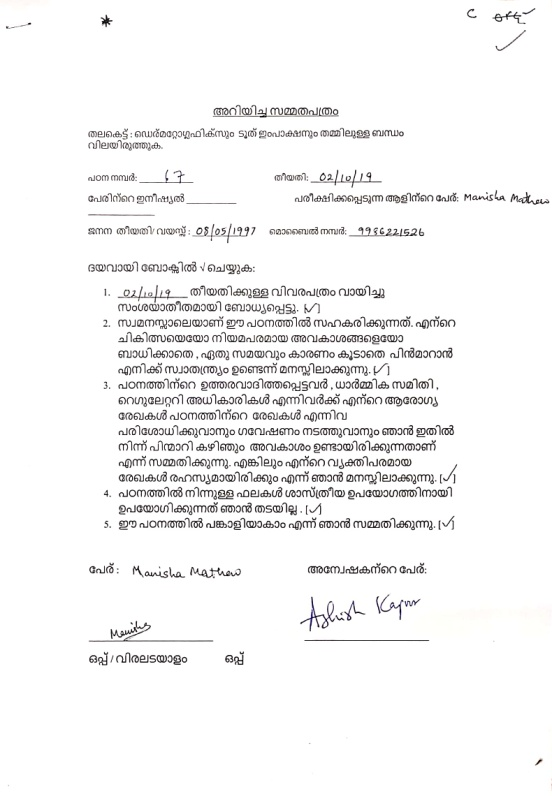 C
അറിയിച്ച സമ്മതപത്രം
തലകെട്ട് : ഡെര്മറ്റോഗ്ലഫിക്സും ടൂത് ഇംപാക്ഷനും തമ്മിലുള്ള ബന്ധം
വിലയിരുത്തുക.
പഠന നമ്പർ: 67 തീയതി: 02/10/19
പേരിന്റെ ഇനീഷ്യൽ പരീക്ഷിക്കപ്പെടുന്ന ആളിന്റെ പേര്: Manisha Mathew
ജനന തീയതി/ വയസ്സ് : 08/05/1997 മൊബൈൽ നമ്പർ: 9986221526
ദയവായി ബോക്സിൽ √ ചെയ്യുക:
1. 02/10/19 തീയതിക്കുള്ള വിവരപത്രം വായിച്ചു
സംശയാതീതമായി ബോധ്യപ്പെട്ടു. [✓]
2. സ്വമനസ്സാലെയാണ് ഈ പഠനത്തിൽ സഹകരിക്കുന്നത്. എന്റെ
ചികിത്സയെയോ നിയമപരമായ അവകാശങ്ങളെയോ
ബാധിക്കാതെ , ഏതു സമയവും കാരണം കൂടാതെ പിൻമാറാൻ
എനിക്ക് സ്വാതന്ത്ര്യം ഉണ്ടെന്ന് മനസ്സിലാക്കുന്നു. [✓]
3. പഠനത്തിന്റെ ഉത്തരവാദിത്തപ്പെട്ടവർ , ധാർമ്മിക സമിതി ,
റെഗുലേറ്ററി അധികാരികൾ എന്നിവർക്ക് എന്റെ ആരോഗ്യ
രേഖകൾ പഠനത്തിന്റെ രേഖകൾ എന്നിവ
പരിശോധിക്കുവാനും ഗവേഷണം നടത്തുവാനും ഞാൻ ഇതിൽ
നിന്ന് പിന്മാറി കഴിഞ്ഞും അവകാശം ഉണ്ടായിരിക്കുന്നതാണ്
എന്ന് സമ്മതിക്കുന്നു. എങ്കിലും എന്റെ വ്യക്തിപരമായ
രേഖകൾ രഹസ്യമായിരിക്കും എന്ന് ഞാൻ മനസ്സിലാക്കുന്നു. [✓]
4. പഠനത്തിൽ നിന്നുള്ള ഫലകൾ ശാസ്ത്രീയ ഉപയോഗത്തിനായി
ഉപയോഗിക്കുന്നത് ഞാൻ തടയില്ല . [✓]
5. ഈ പഠനത്തിൽ പങ്കാളിയാകാം എന്ന് ഞാൻ സമ്മതിക്കുന്നു. [✓]
പേര് : Manisha Mathew അന്വേഷകന്റെ പേര്:
Manisha Ashish Kapur
ഒപ്പ് / വിരലടയാളം ഒപ്പ്